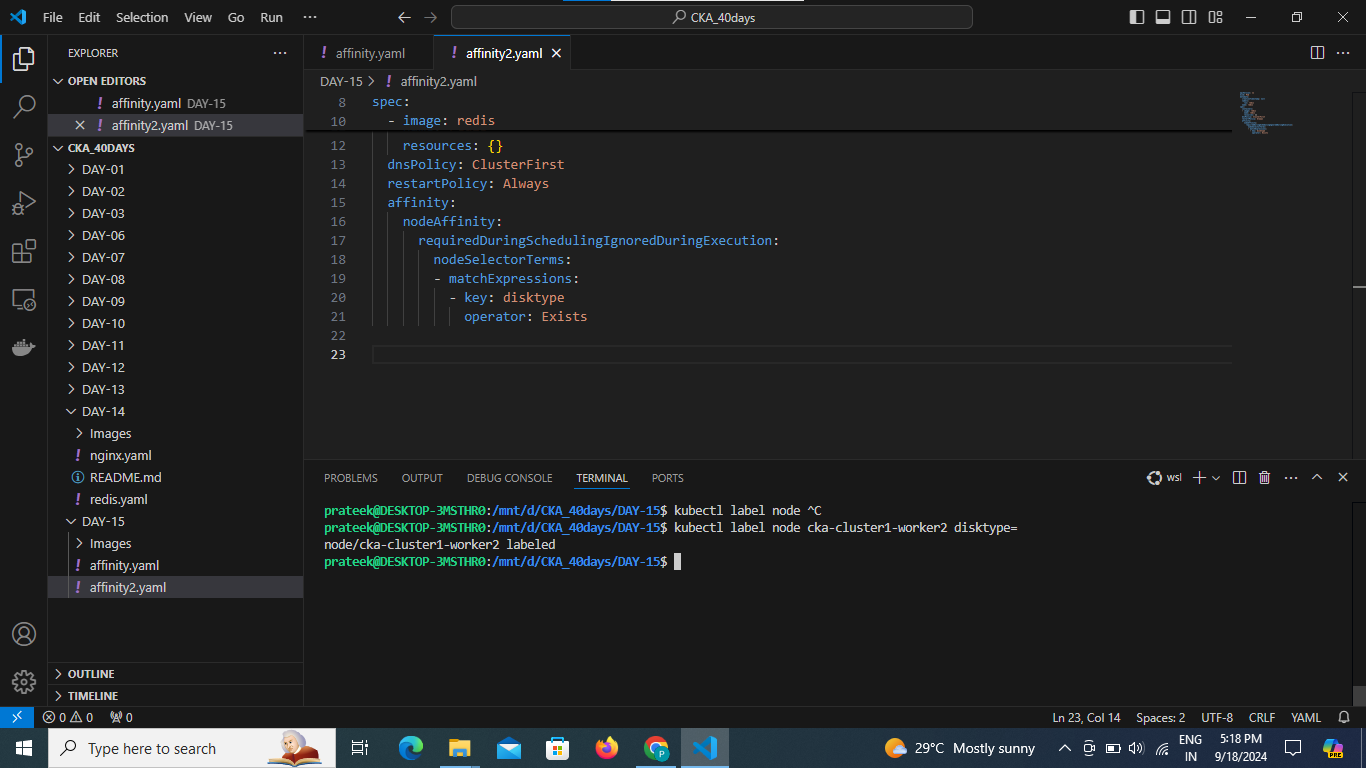 File Edit Selection View Go Run ···
CKA_40days
EXPLORER
OPEN EDITORS
affinity.yaml DAY-15
affinity2.yaml DAY-15
CKA_40DAYS
DAY-01
DAY-02
DAY-03
DAY-06
DAY-07
DAY-08
DAY-09
DAY-10
DAY-11
DAY-12
DAY-13
DAY-14
Images
nginx.yaml
README.md
redis.yaml
DAY-15
Images
affinity.yaml
affinity2.yaml
OUTLINE
TIMELINE
! affinity.yaml
! affinity2.yaml
DAY-15 > ! affinity2.yaml
8 spec:
10 - image: redis
12 resources: {}
13 dnsPolicy: ClusterFirst
14 restartPolicy: Always
15 affinity:
16 nodeAffinity:
17 requiredDuringSchedulingIgnoredDuringExecution:
18 nodeSelectorTerms:
19 - matchExpressions:
20 - key: disktype
21 operator: Exists
22
23
PROBLEMS OUTPUT DEBUG CONSOLE TERMINAL PORTS
wsl
prateek@DESKTOP-3MSTHR0:/mnt/d/CKA_40days/DAY-15$ kubectl label node ^C
prateek@DESKTOP-3MSTHR0:/mnt/d/CKA_40days/DAY-15$ kubectl label node cka-cluster1-worker2 disktype=
node/cka-cluster1-worker2 labeled
prateek@DESKTOP-3MSTHR0:/mnt/d/CKA_40days/DAY-15$
0 0 0
Ln 23, Col 14 Spaces: 2 UTF-8 CRLF YAML
Type here to search
29°C Mostly sunny
ENG
IN
5:18 PM
9/18/2024
PRE